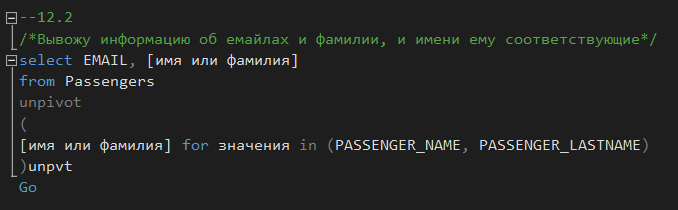 --12.2
/*Вывожу информацию об емайлах и фамилии, и имени ему соответствующие*/
select EMAIL, [имя или фамилия]
from Passengers
unpivot
(
[имя или фамилия] for значения in (PASSENGER_NAME, PASSENGER_LASTNAME)
)unpvt
Go